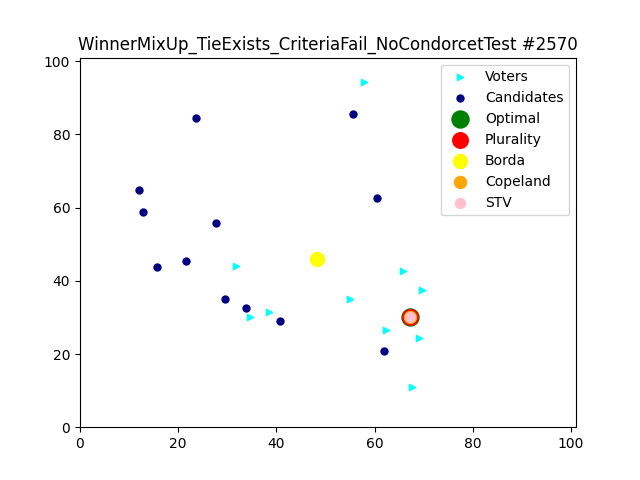 WinnerMixUp_TieExists_CriteriaFail_NoCondorcetTest #2570
100
80
60
40
20
0
0
20
40
60
80
100
Voters
Candidates
Optimal
Plurality
Borda
Copeland
STV